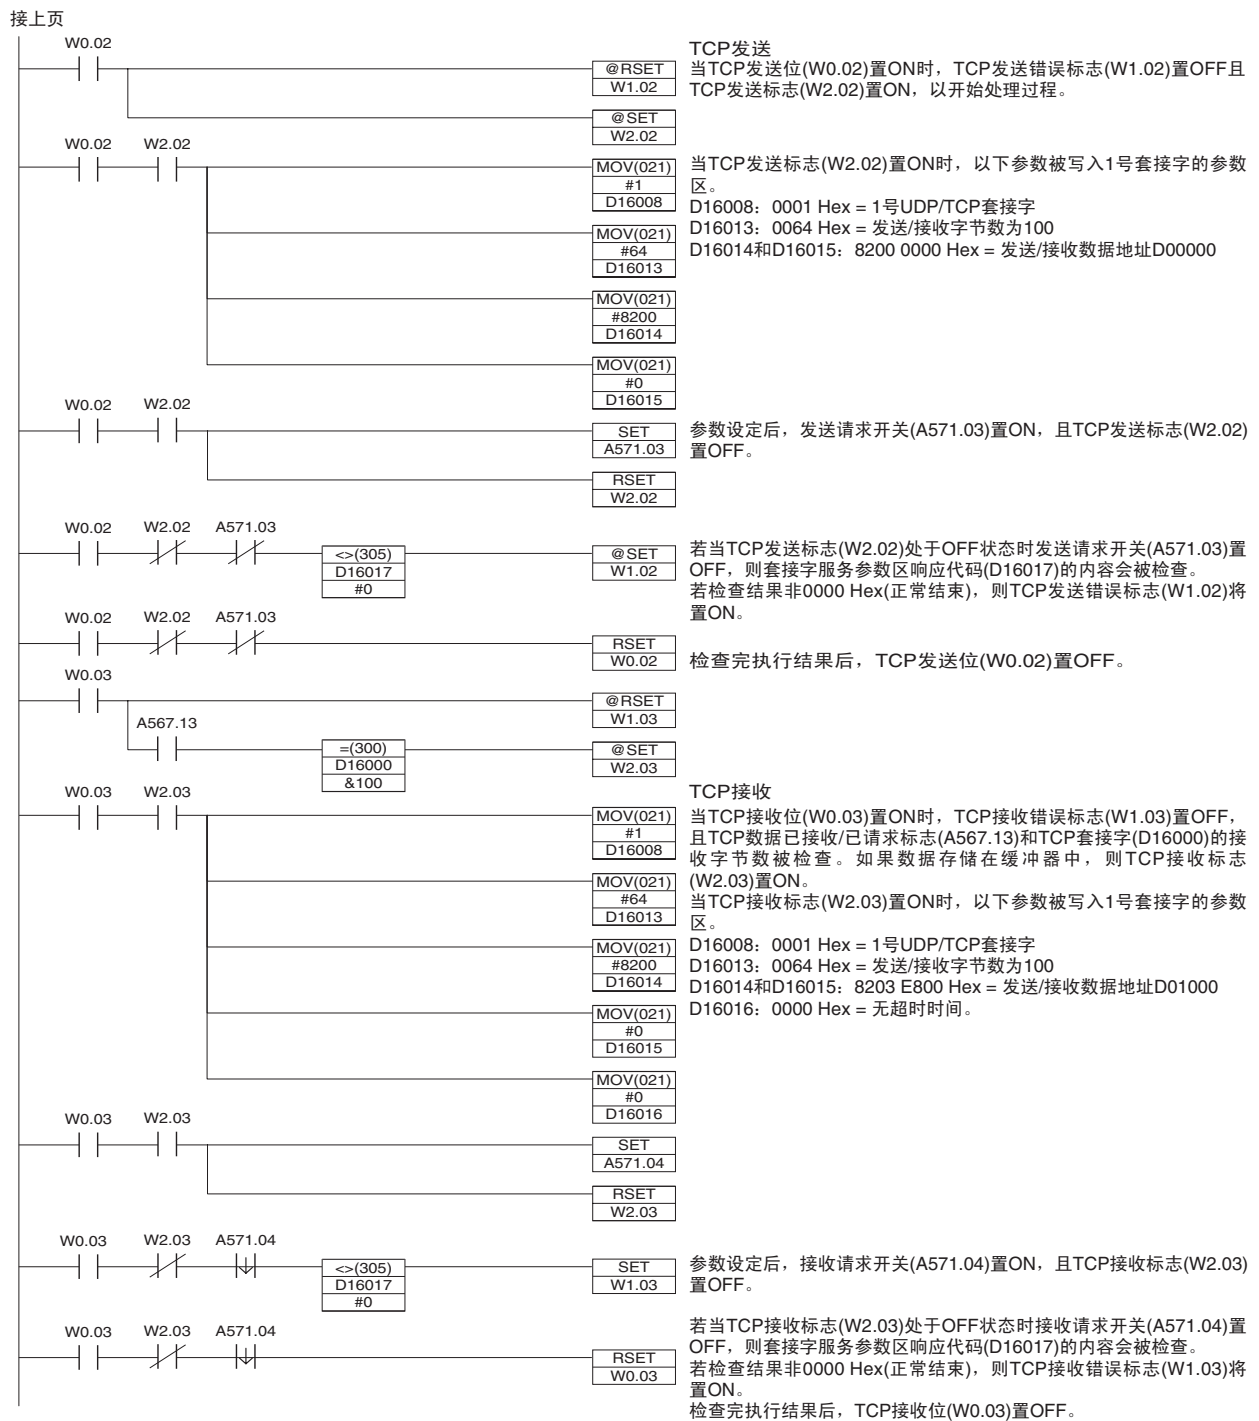 接上页
W0.02
@RSET
W1.02
@SET
W2.02
TCP发送
当TCP发送位(W0.02)置ON时，TCP发送错误标志(W1.02)置OFF且
TCP发送标志(W2.02)置ON，以开始处理过程。
W0.02 W2.02
MOV(021)
#1
D16008
MOV(021)
#64
D16013
MOV(021)
#8200
D16014
MOV(021)
#0
D16015
当TCP发送标志(W2.02)置ON时，以下参数被写入1号套接字的参数
区。
D16008：0001 Hex = 1号UDP/TCP套接字
D16013：0064 Hex = 发送/接收字节数为100
D16014和D16015：8200 0000 Hex = 发送/接收数据地址D00000
W0.02 W2.02
SET
A571.03
RSET
W2.02
参数设定后，发送请求开关(A571.03)置ON，且TCP发送标志(W2.02)
置OFF。
W0.02 W2.02 A571.03
<>(305)
D16017
#0
@SET
W1.02
若当TCP发送标志(W2.02)处于OFF状态时发送请求开关(A571.03)置
OFF，则套接字服务参数区响应代码(D16017)的内容会被检查。
若检查结果非0000 Hex(正常结束)，则TCP发送错误标志(W1.02)将
置ON。
W0.02 W2.02 A571.03
RSET
W0.02
检查完执行结果后，TCP发送位(W0.02)置OFF。
W0.03
@RSET
W1.03
A567.13
=(300)
D16000
&100
@SET
W2.03
TCP接收
W0.03 W2.03
MOV(021)
#1
D16008
MOV(021)
#64
D16013
MOV(021)
#8200
D16014
MOV(021)
#0
D16015
MOV(021)
#0
D16016
当TCP接收位(W0.03)置ON时，TCP接收错误标志(W1.03)置OFF，
且TCP数据已接收/已请求标志(A567.13)和TCP套接字(D16000)的接
收字节数被检查。如果数据存储在缓冲器中，则TCP接收标志
(W2.03)置ON。
当TCP接收标志(W2.03)置ON时，以下参数被写入1号套接字的参数
区。
D16008：0001 Hex = 1号UDP/TCP套接字
D16013：0064 Hex = 发送/接收字节数为100
D16014和D16015：8203 E800 Hex = 发送/接收数据地址D01000
D16016：0000 Hex = 无超时时间。
W0.03 W2.03
SET
A571.04
RSET
W2.03
W0.03 W2.03 A571.04
<>(305)
D16017
#0
SET
W1.03
参数设定后，接收请求开关(A571.04)置ON，且TCP接收标志(W2.03)
置OFF。
W0.03 W2.03 A571.04
RSET
W0.03
若当TCP接收标志(W2.03)处于OFF状态时接收请求开关(A571.04)置
OFF，则套接字服务参数区响应代码(D16017)的内容会被检查。
若检查结果非0000 Hex(正常结束)，则TCP接收错误标志(W1.03)将
置ON。
检查完执行结果后，TCP接收位(W0.03)置OFF。